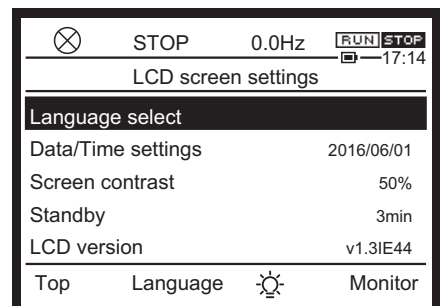 STOP 0.0Hz RUN STOP
17:14
LCD screen settings
Language select
Data/Time settings 2016/06/01
Screen contrast 50%
Standby 3min
LCD version v1.3IE44
Top Language Monitor